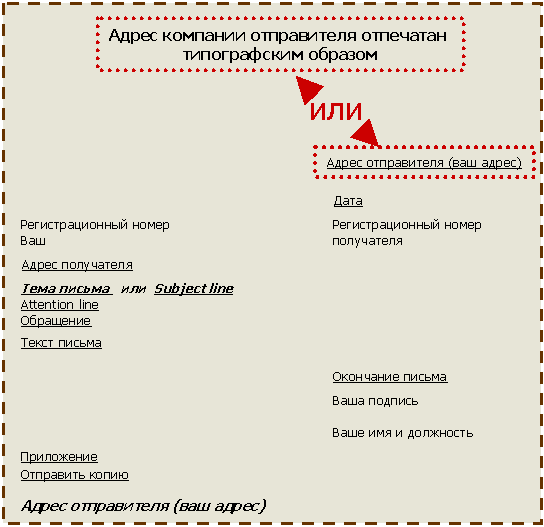 Адрес компании отправителя отпечатан
типографским образом
ИЛИ
Адрес отправителя (ваш адрес)
Дата
Регистрационный номер
Ваш
Регистрационный номер
получателя
Адрес получателя
Тема письма или Subject line
Attention line
Обращение
Текст письма
Окончание письма
Ваша подпись
Ваше имя и должность
Приложение
Отправить копию
Адрес отправителя (ваш адрес)